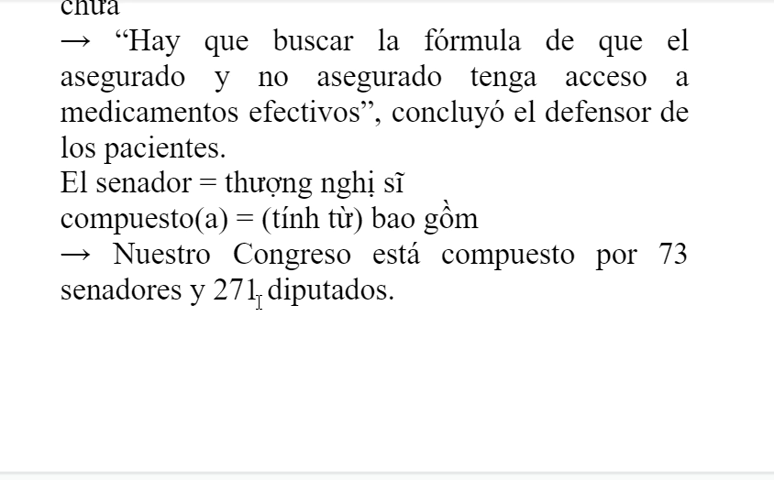 chứa
→ “Hay que buscar la fórmula de que el
asegurado y no asegurado tenga acceso a
medicamentos efectivos”, concluyó el defensor de
los pacientes.
El senador = thượng nghị sĩ
compuesto(a) = (tính từ) bao gồm
→ Nuestro Congreso está compuesto por 73
senadores y 271 diputados.